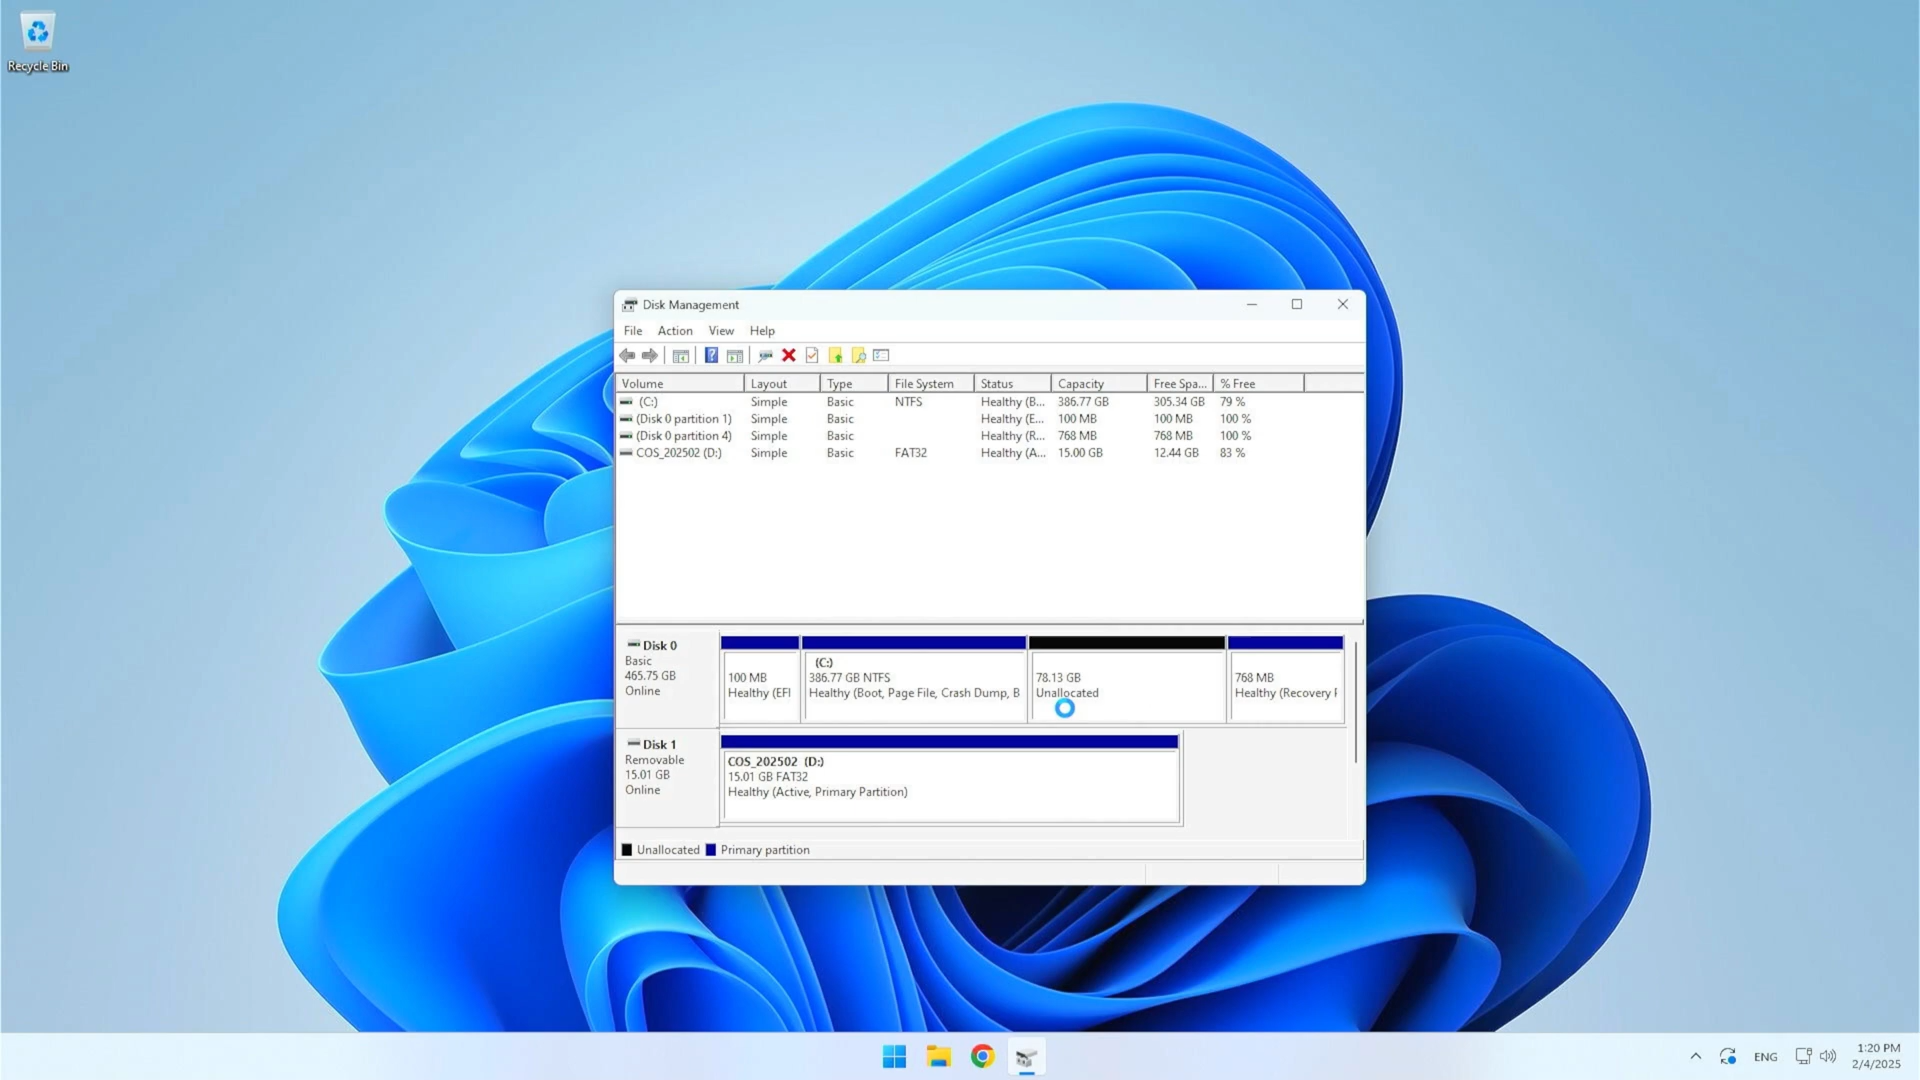 Recycle Bin
Disk Management
File Action View Help
Volume Layout Type File System Status Capacity Free Spa... % Free
(C:) Simple Basic NTFS Healthy (B... 386.77 GB 305.34 GB 79 %
(Disk 0 partition 1) Simple Basic Healthy (E... 100 MB 100 MB 100 %
(Disk 0 partition 4) Simple Basic Healthy (R... 768 MB 768 MB 100 %
COS_202502 (D:) Simple Basic FAT32 Healthy (A... 15.00 GB 12.44 GB 83 %
Disk 0
Basic
465.75 GB
Online
100 MB
Healthy (EFI
(C:)
386.77 GB NTFS
Healthy (Boot, Page File, Crash Dump, B
78.13 GB
Unallocated
768 MB
Healthy (Recovery P
Disk 1
Removable
15.01 GB
Online
COS_202502 (D:)
15.01 GB FAT32
Healthy (Active, Primary Partition)
Unallocated Primary partition
ENG
1:20 PM
2/4/2025